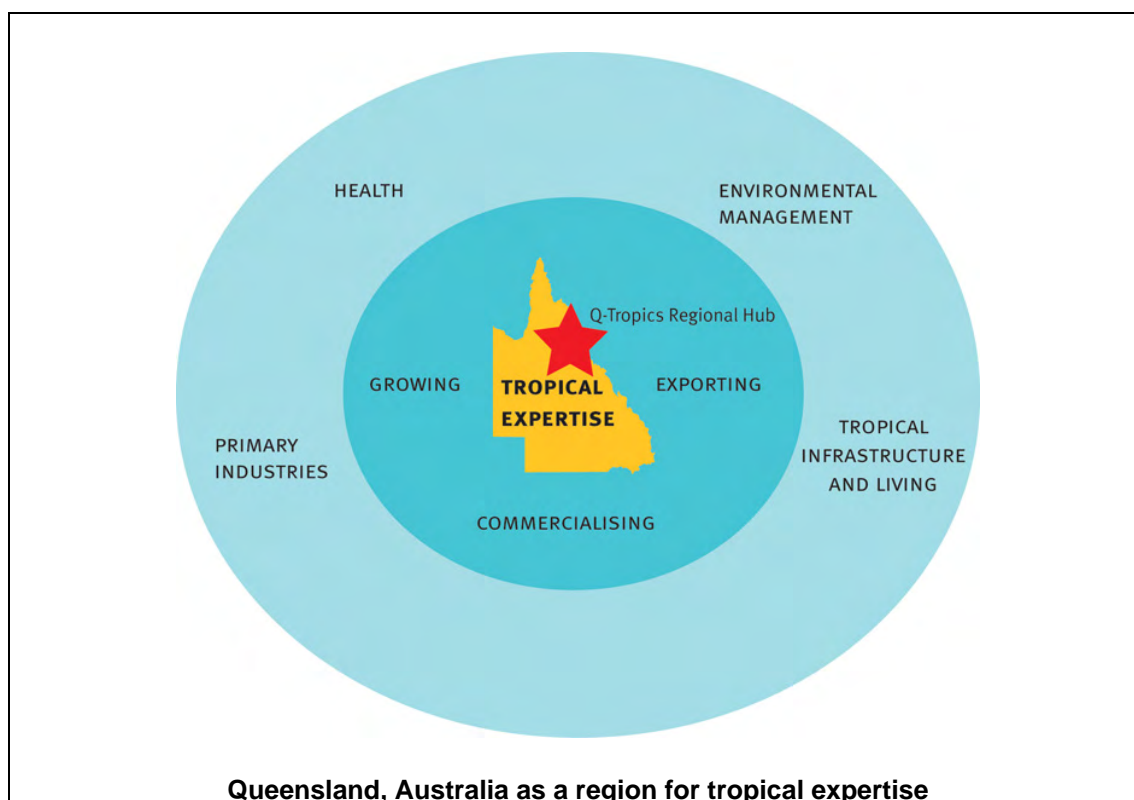 HEALTH
ENVIRONMENTAL
MANAGEMENT
Q-Tropics Regional Hub
GROWING
TROPICAL
EXPERTISE
EXPORTING
PRIMARY
INDUSTRIES
TROPICAL
INFRASTRUCTURE
AND LIVING
COMMERCIALISING
Queensland, Australia as a region for tropical expertise